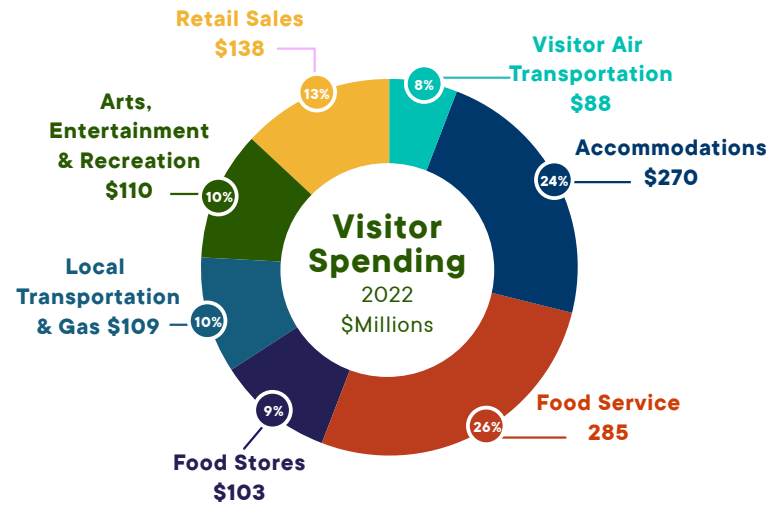 Retail Sales
$138
13%
Visitor Air
Transportation
$88
8%
Accommodations
$270
24%
Food Service
285
26%
Food Stores
$103
9%
Local
Transportation
& Gas $109
10%
Arts,
Entertainment
& Recreation
$110
10%
Visitor
Spending
2022
$Millions